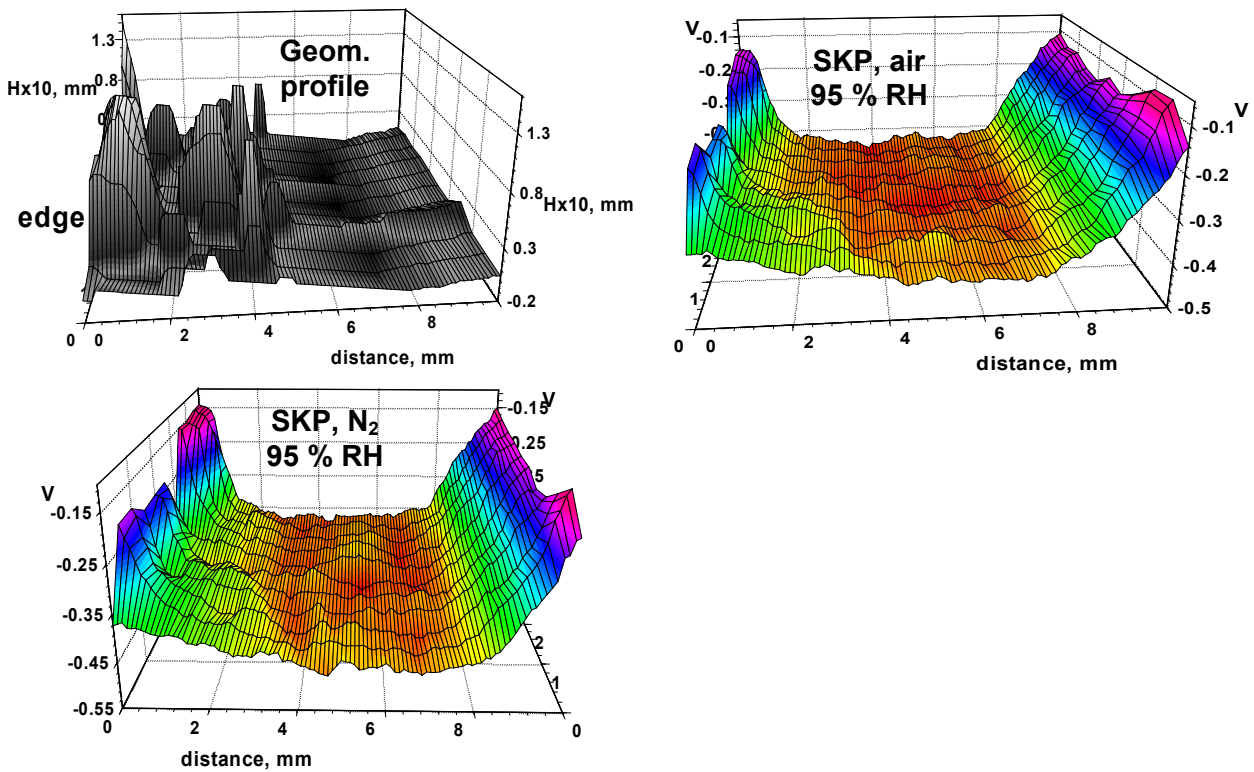 1.3
Geom.
profile
0.8
Hx10, mm
1.3
0.8
Hx10, mm
edge
0.3
-0.2
0 0 2 4 6 8
distance, mm
V
-0.1
SKP, air
95 % RH
-0.2
V
-0.1
-0.2
-0.3
-0.4
-0.5
2
1
0 0 2 4 6 8
distance, mm
SKP, N₂
95 % RH
-0.15
V
0.25
5
V
-0.15
-0.25
-0.35
-0.45
-0.55
2
1
0
0 2 4 6 8
distance, mm